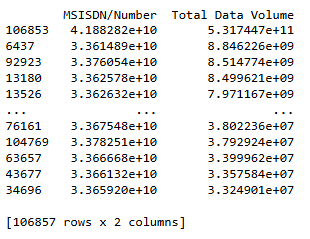 MSISDN/Number Total Data Volume
106853 4.188282e+10 5.317447e+11
6437 3.361489e+10 8.846226e+09
92923 3.376054e+10 8.514774e+09
13180 3.362578e+10 8.499621e+09
13526 3.362632e+10 7.971167e+09
... ... ...
76161 3.367548e+10 3.802236e+07
104769 3.378251e+10 3.792924e+07
63657 3.366668e+10 3.399962e+07
43677 3.366132e+10 3.357584e+07
34696 3.365920e+10 3.324901e+07
[106857 rows x 2 columns]